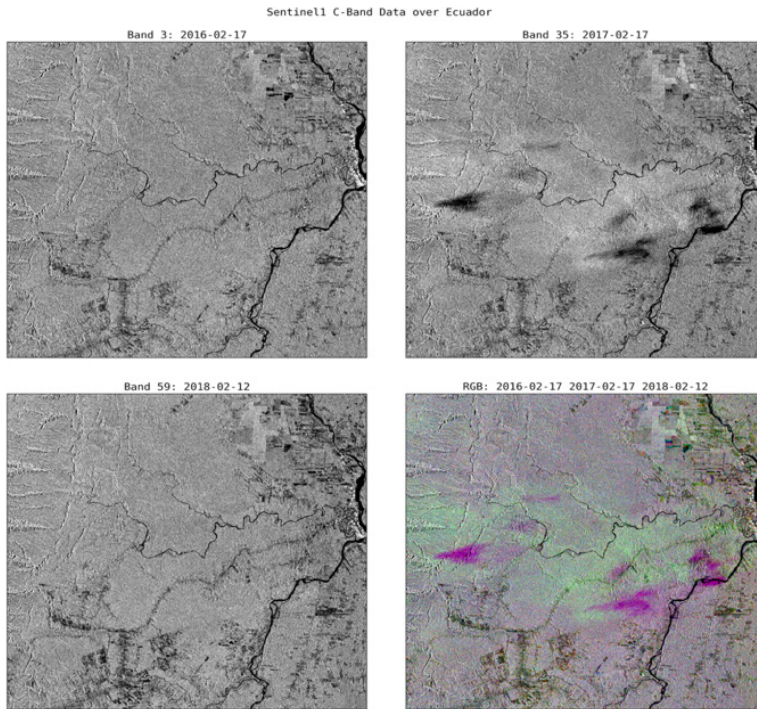 Sentinel1 C-Band Data over Ecuador
Band 3: 2016-02-17
Band 35: 2017-02-17
Band 59: 2018-02-12
RGB: 2016-02-17 2017-02-17 2018-02-12